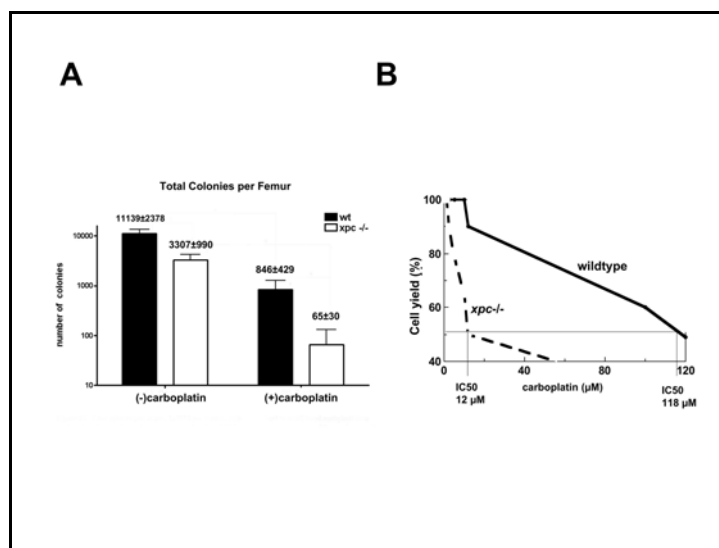 A
B
Total Colonies per Femur
11139±2378
wt
xpc -/-
3307±990
846±429
65±30
number of colonies
10000
1000
100
10
(-)carboplatin
(+)carboplatin
Cell yield (%)
100
80
60
40
wildtype
xpc-/-
0
40
80
120
carboplatin (µM)
IC50
12 µM
IC50
118 µM